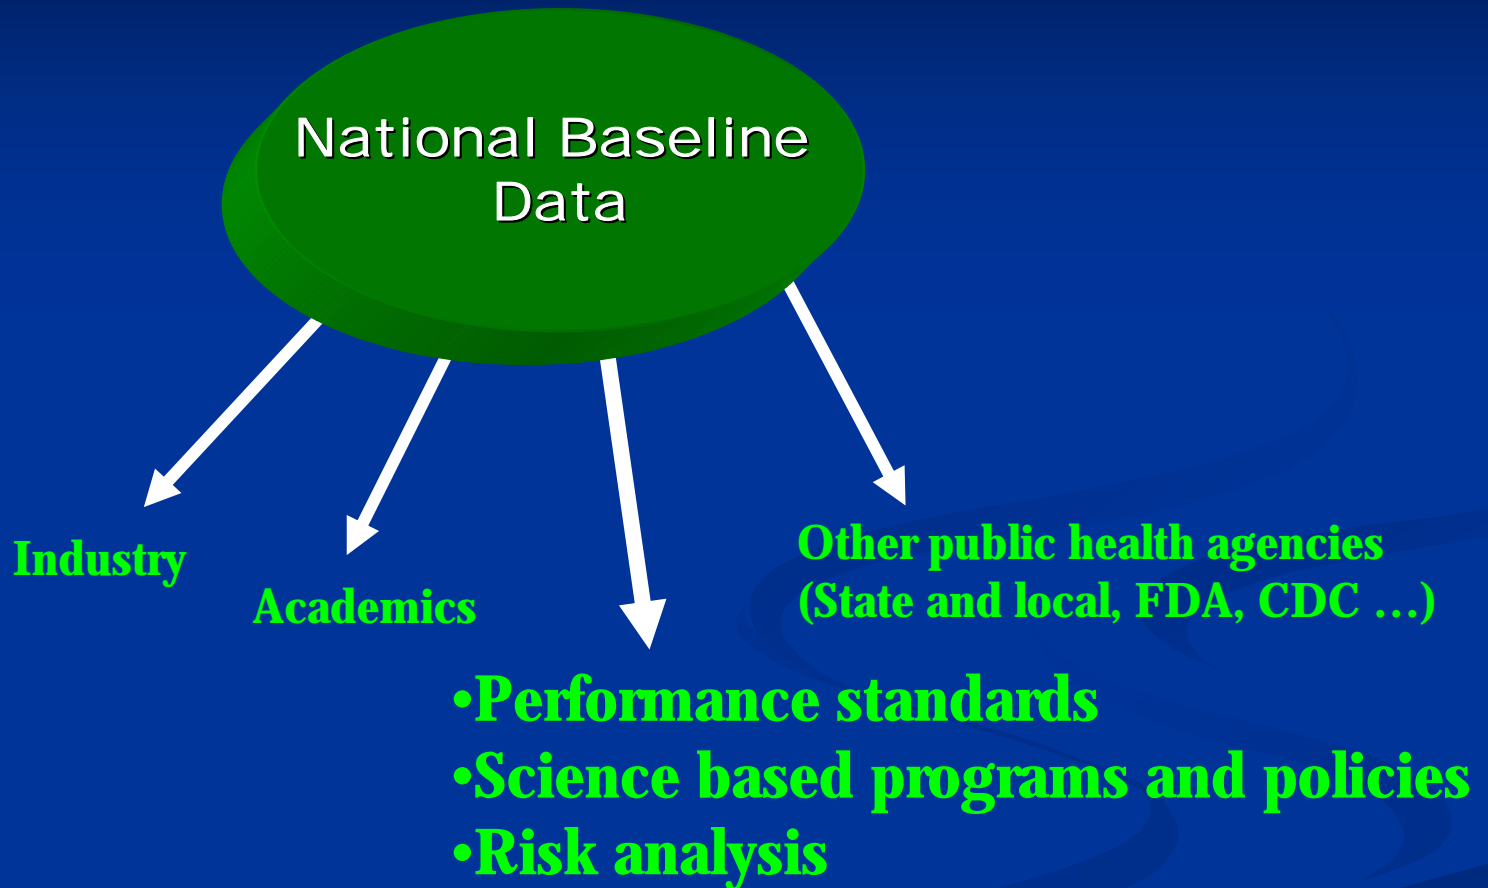 National Baseline
Data
Industry
Academics
Other public health agencies
(State and local, FDA, CDC …)
•Performance standards
•Science based programs and policies
•Risk analysis